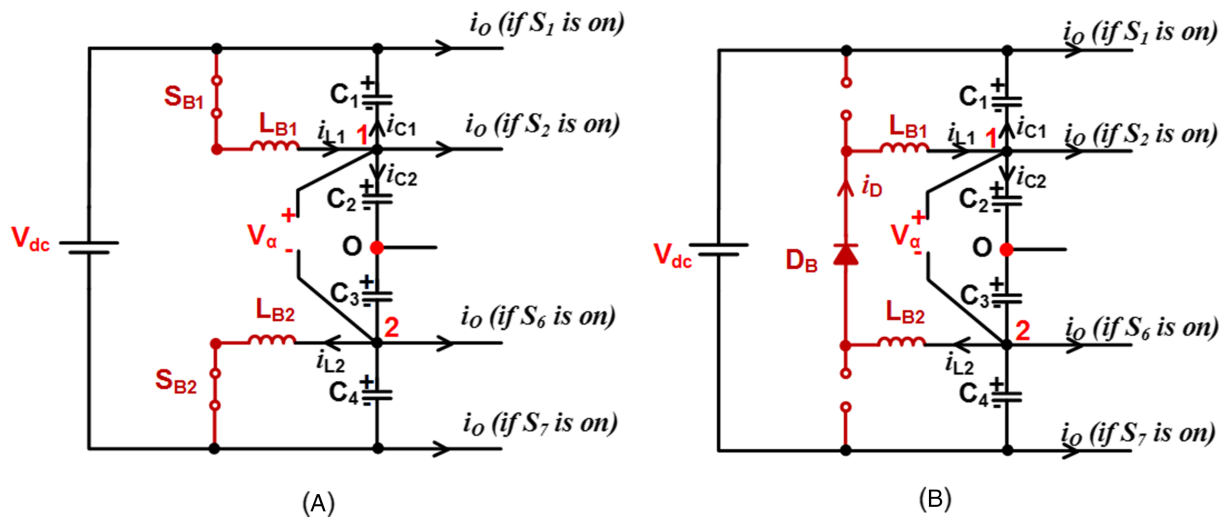 i_O (if S_1 is on)
S_B1
C_1
+
-
L_B1
i_L1
1
i_C1
i_O (if S_2 is on)
i_C2
C_2
+
-
+
V_α
-
V_dc
O
C_3
+
-
L_B2
2
i_O (if S_6 is on)
i_L2
S_B2
C_4
+
-
i_O (if S_7 is on)
(A)
i_O (if S_1 is on)
C_1
+
-
L_B1
i_L1
1
i_C1
i_O (if S_2 is on)
i_D
i_C2
C_2
+
-
+
V_α
-
V_dc
D_B
O
C_3
+
-
L_B2
2
i_O (if S_6 is on)
i_L2
C_4
+
-
i_O (if S_7 is on)
(B)